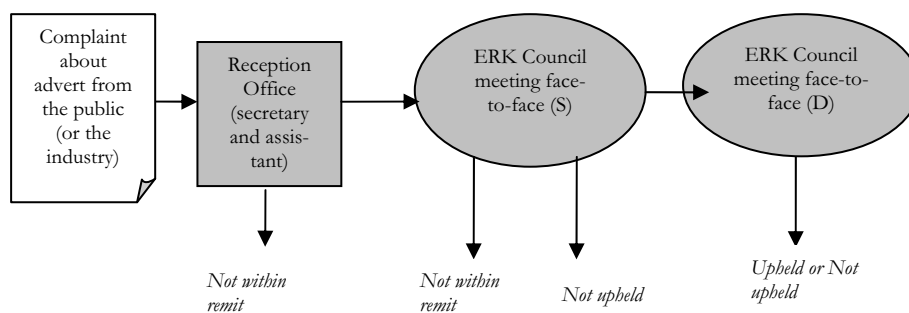 Complaint
about
advert from
the public
(or the
industry)
Reception
Office
(secretary
and assis-
tant)
ERK Council
meeting face-
to-face (S)
ERK Council
meeting face-to-
face (D)
Not within
remit
Not within
remit
Not upheld
Upheld or Not
upheld